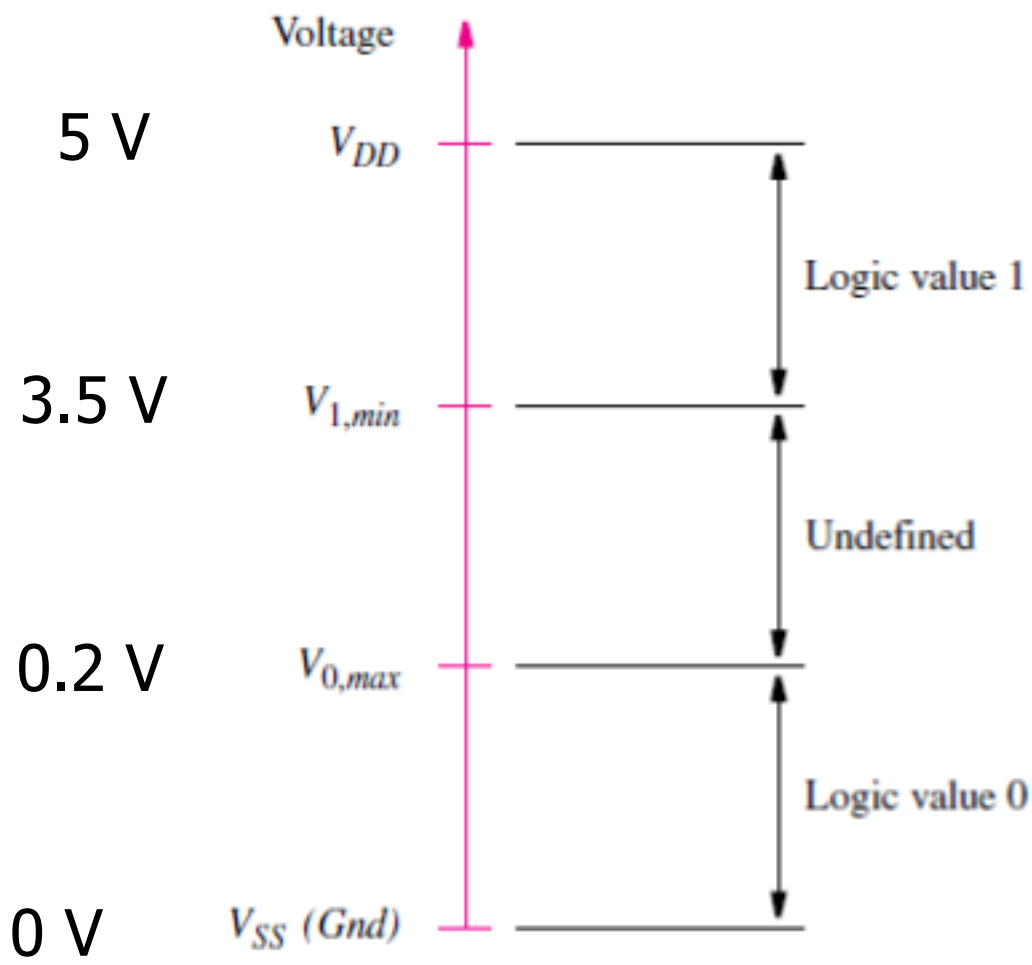 Voltage
5 V V_DD
Logic value 1
3.5 V V_1,min
Undefined
0.2 V V_0,max
Logic value 0
0 V V_SS (Gnd)